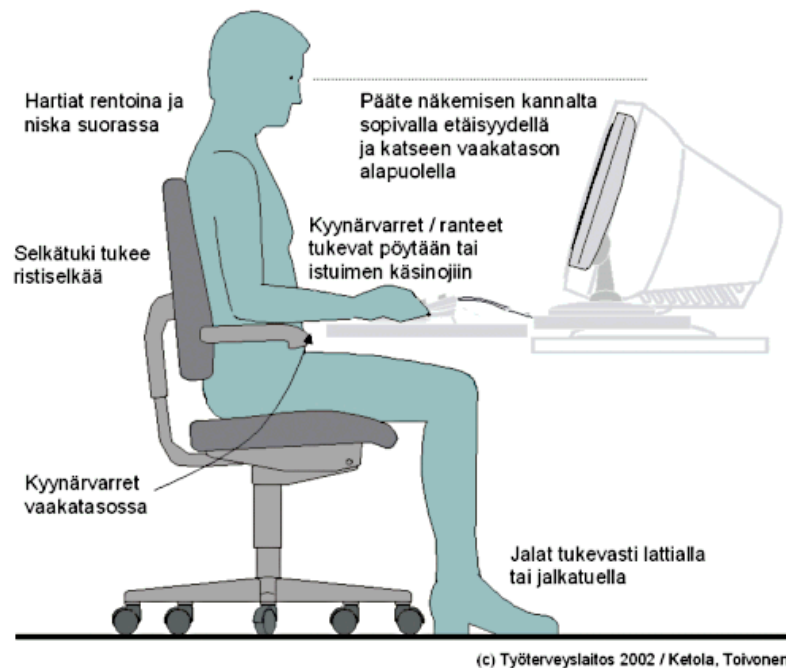 Hartiat rentoina ja
niska suorassa
Pääte näkemisen kannalta
sopivalla etäisyydellä
ja katseen vaakatason
alapuolella
Selkätuki tukee
ristiselkää
Kyynärvarret / ranteet
tukevat pöytään tai
istuimen käsinojiin
Kyynärvarret
vaakatasossa
Jalat tukevasti lattialla
tai jalkatuella
(c) Työterveyslaitos 2002 / Ketola, Toivonen